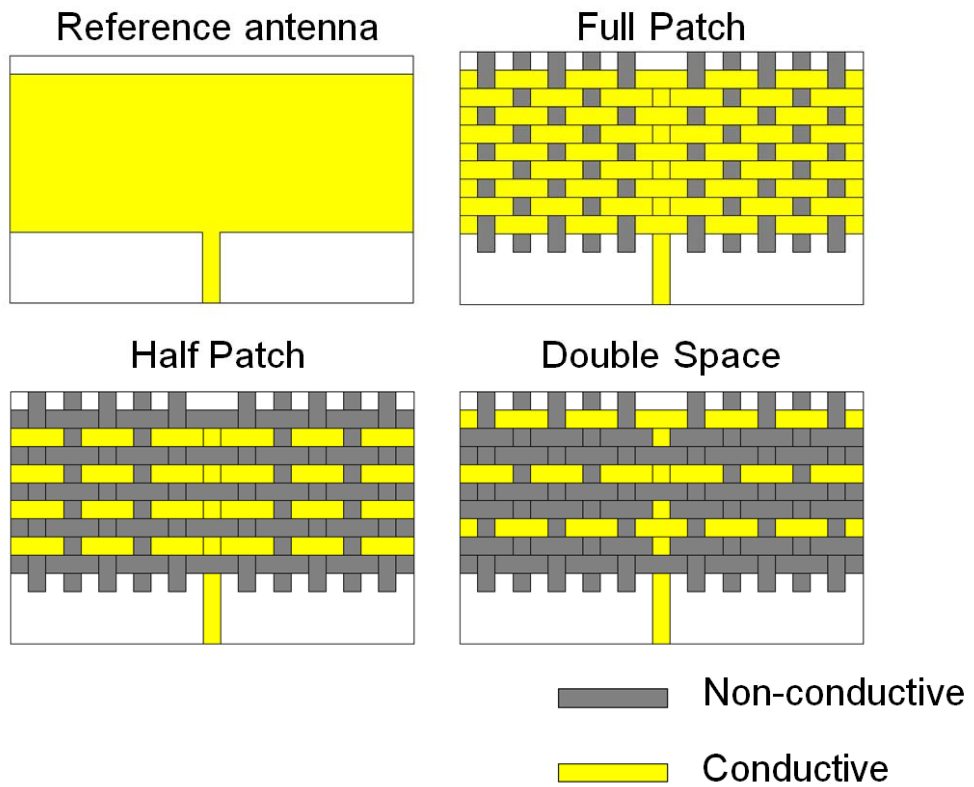 Reference antenna
Full Patch
Half Patch
Double Space
Non-conductive
Conductive